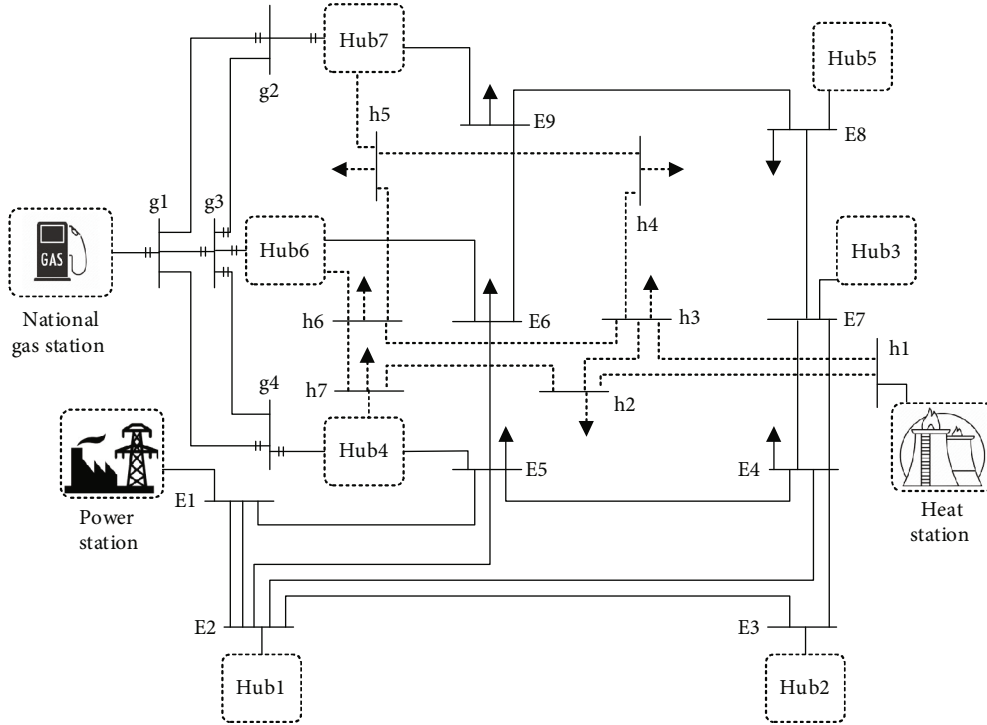 Hub7
Hub5
g2
h5
E9
E8
g1
g3
h4
GAS
Hub6
Hub3
National
gas station
h6
E6
h3
E7
h1
g4
h7
h2
Hub4
E5
E4
E1
Power
station
Heat
station
E2
E3
Hub1
Hub2